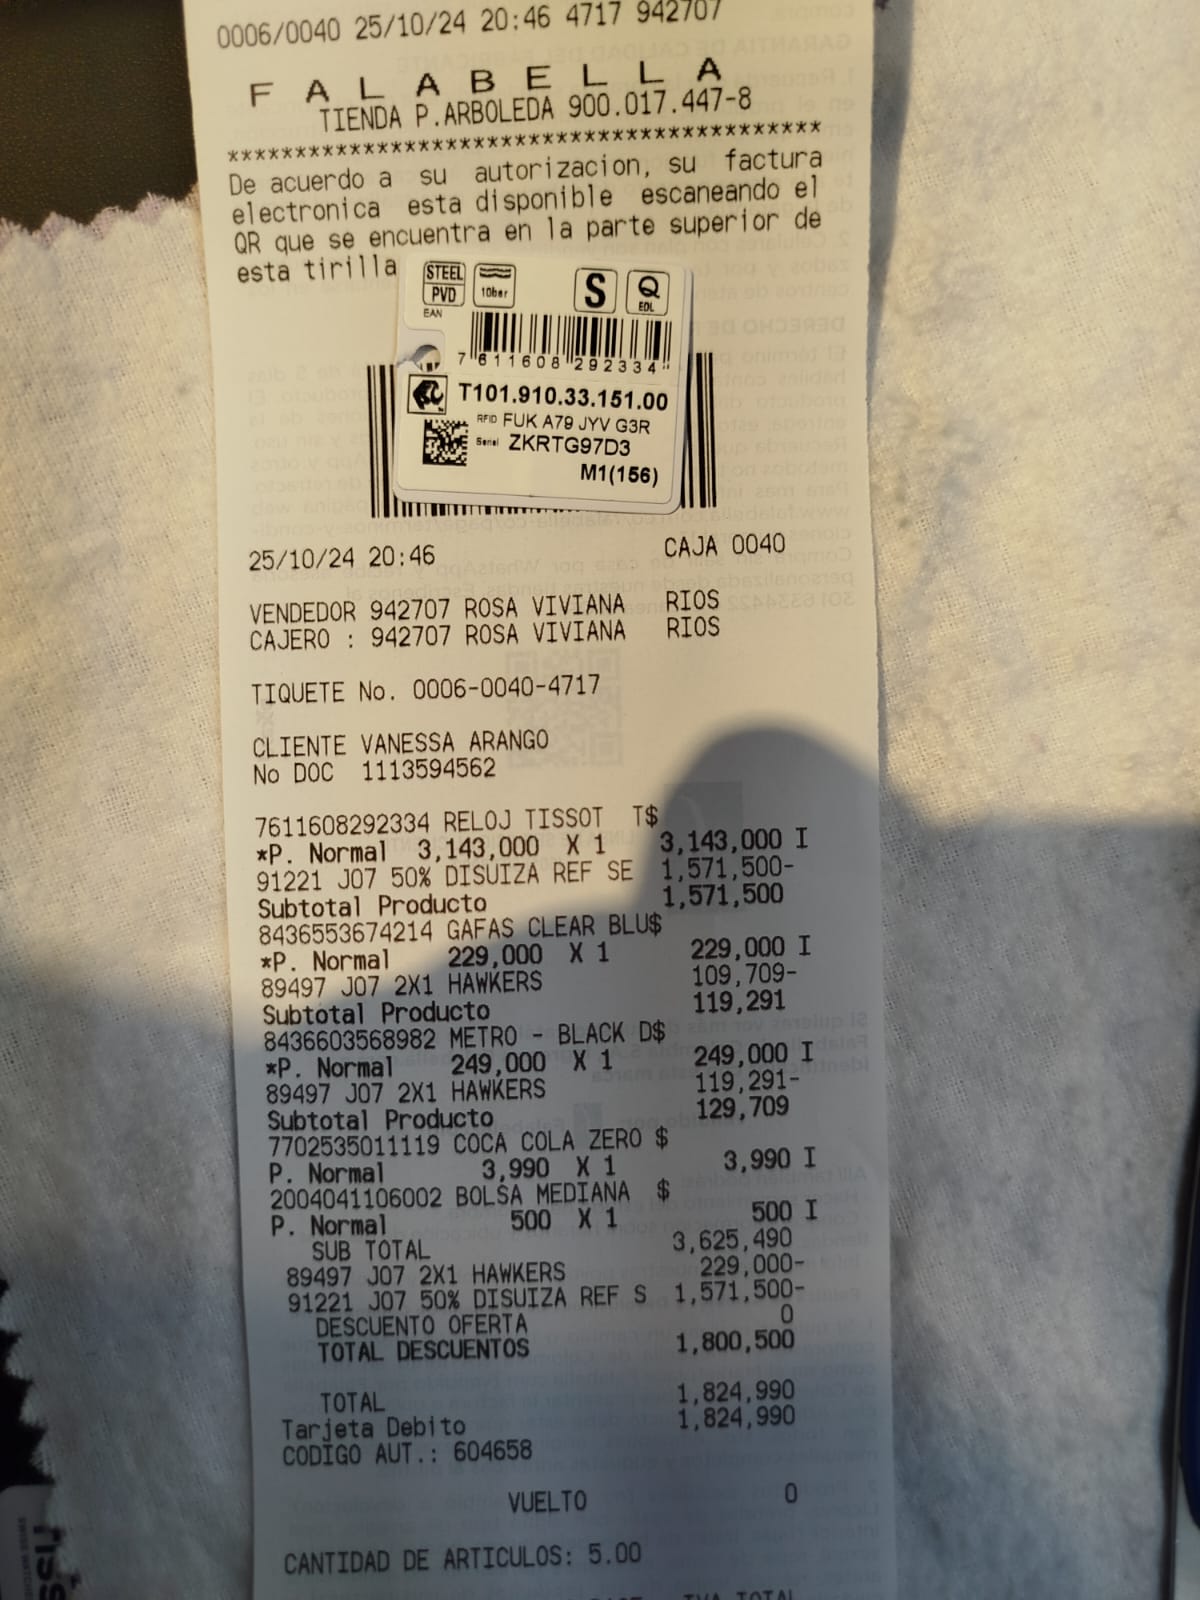 0006/0040 25/10/24 20:46 4717 942707
F A L A B E L L A
TIENDA P.ARBOLEDA 900.017.447-8
********************************************
De acuerdo a su autorizacion, su factura
electronica esta disponible escaneando el
QR que se encuentra en la parte superior de
esta tirilla
STEEL
PVD
10bar
S
Q
EDL
EAN
7 611608 292334
T101.910.33.151.00
RFID FUK A79 JYV G3R
Serial ZKRTG97D3
M1(156)
25/10/24 20:46 CAJA 0040
VENDEDOR 942707 ROSA VIVIANA RIOS
CAJERO : 942707 ROSA VIVIANA RIOS
TIQUETE No. 0006-0040-4717
CLIENTE VANESSA ARANGO
No DOC 1113594562
7611608292334 RELOJ TISSOT T$
*P. Normal 3,143,000 X 1 3,143,000 I
91221 J07 50% DISUIZA REF SE 1,571,500-
Subtotal Producto 1,571,500
8436553674214 GAFAS CLEAR BLU$
*P. Normal 229,000 X 1 229,000 I
89497 J07 2X1 HAWKERS 109,709-
Subtotal Producto 119,291
8436603568982 METRO - BLACK D$
*P. Normal 249,000 X 1 249,000 I
89497 J07 2X1 HAWKERS 119,291-
Subtotal Producto 129,709
7702535011119 COCA COLA ZERO $
P. Normal 3,990 X 1 3,990 I
2004041106002 BOLSA MEDIANA $
P. Normal 500 X 1 500 I
SUB TOTAL 3,625,490
89497 J07 2X1 HAWKERS 229,000-
91221 J07 50% DISUIZA REF S 1,571,500-
DESCUENTO OFERTA 0
TOTAL DESCUENTOS 1,800,500
TOTAL 1,824,990
Tarjeta Debito 1,824,990
CODIGO AUT.: 604658
VUELTO 0
CANTIDAD DE ARTICULOS: 5.00